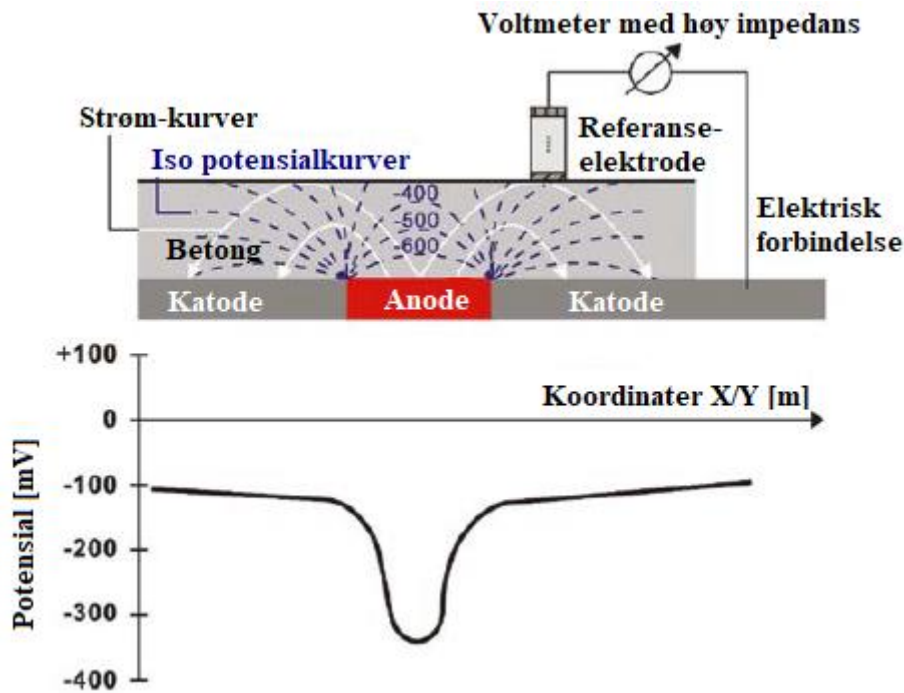 Voltmeter med høy impedans
Strøm-kurver
Referanse-
elektrode
Iso potensialkurver
Elektrisk
forbindelse
-400
-500
-600
Betong
Katode
Anode
Katode
+100
Koordinater X/Y [m]
0
-100
-200
-300
-400
Potensial [mV]